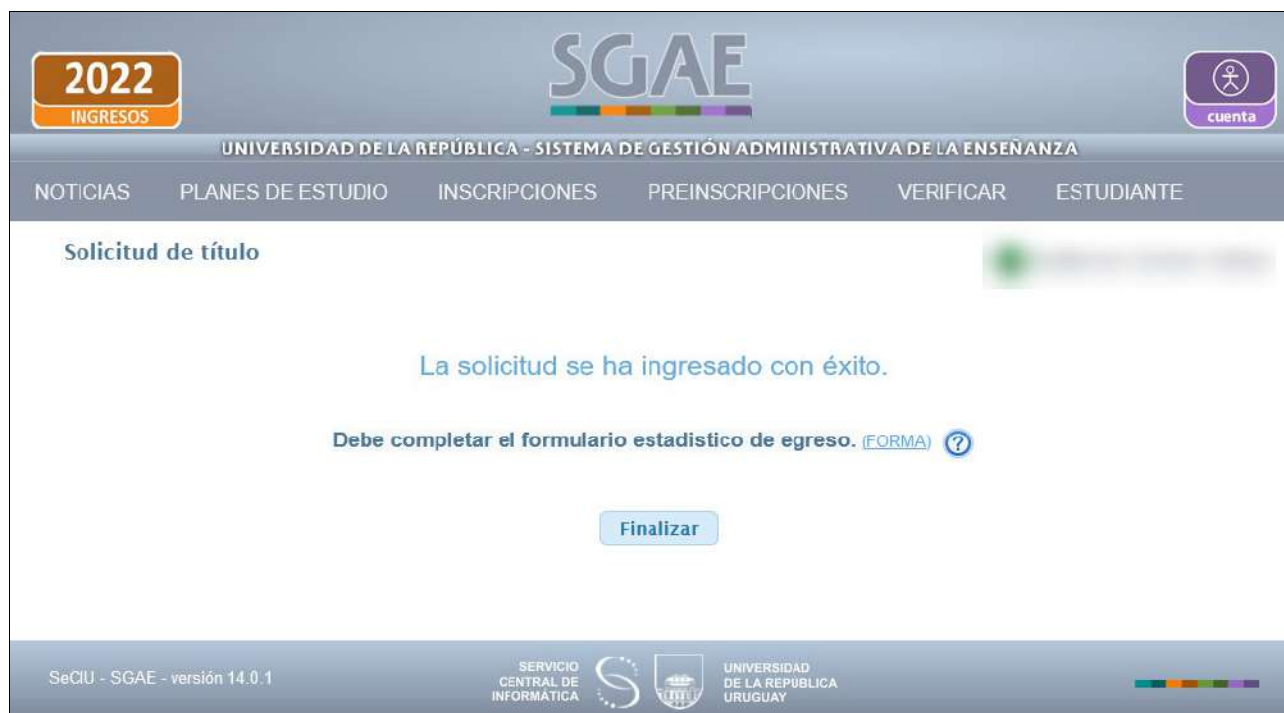 2022
INGRESOS
SGAE
cuenta
UNIVERSIDAD DE LA REPÚBLICA - SISTEMA DE GESTIÓN ADMINISTRATIVA DE LA ENSEÑANZA
NOTICIAS PLANES DE ESTUDIO INSCRIPCIONES PREINSCRIPCIONES VERIFICAR ESTUDIANTE
Solicitud de título
La solicitud se ha ingresado con éxito.
Debe completar el formulario estadistico de egreso. (FORMA) ?
Finalizar
SeCIU - SGAE - versión 14.0.1
SERVICIO
CENTRAL DE
INFORMÁTICA
UNIVERSIDAD
DE LA REPÚBLICA
URUGUAY